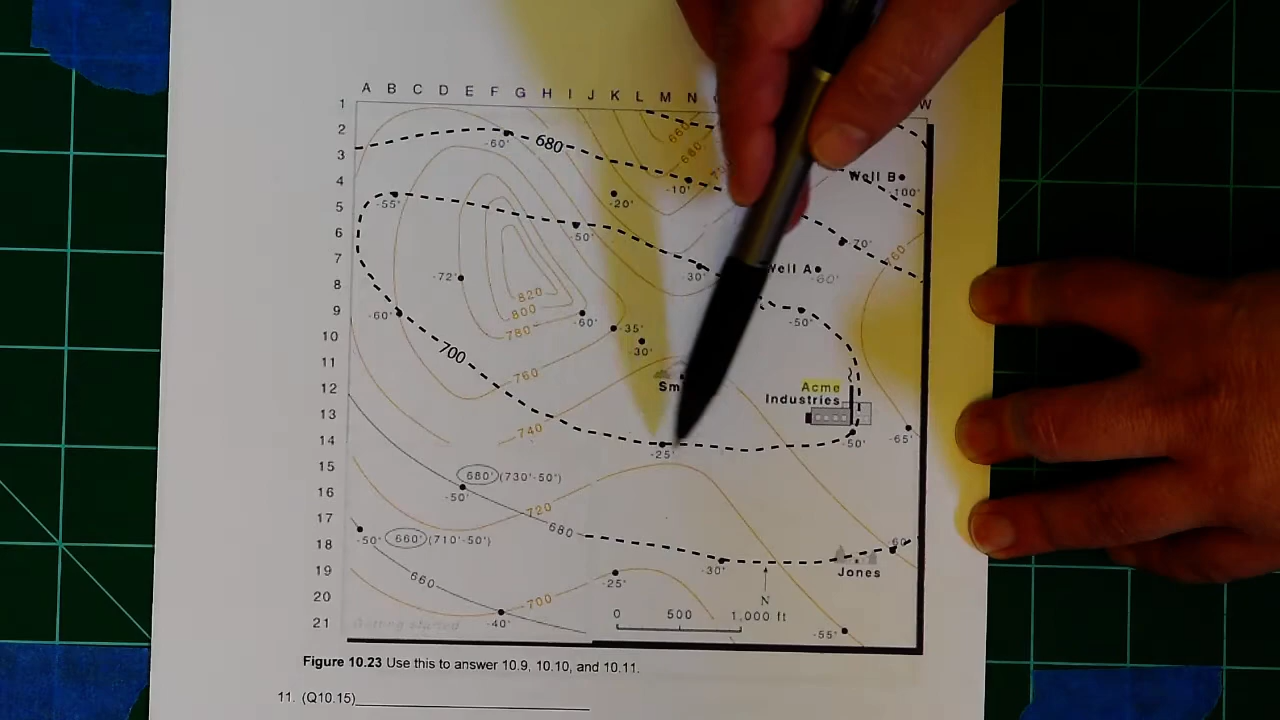 A B C D E F G H I J K L M N W
1
2 680
-60' 660
3 680
4 Well B
-10' -100'
-55' -20'
5
6 -50' -70'
7 760
-72' -30' Well A -60'
8 820
9 -60' 800 -60' -50'
10 780 -35'
-30'
11 700
12 760 Sm Acme
Industries
13 740
14 -25' -50' -65'
15 680' (730'-50')
16 -50' 720
17 680
18 -50' 660' (710'-50') 60
19 660 -30' Jones
-25' N
20 700 0 500 1,000 ft
21 -40' -55'
Figure 10.23 Use this to answer 10.9, 10.10, and 10.11.
11. (Q10.15)